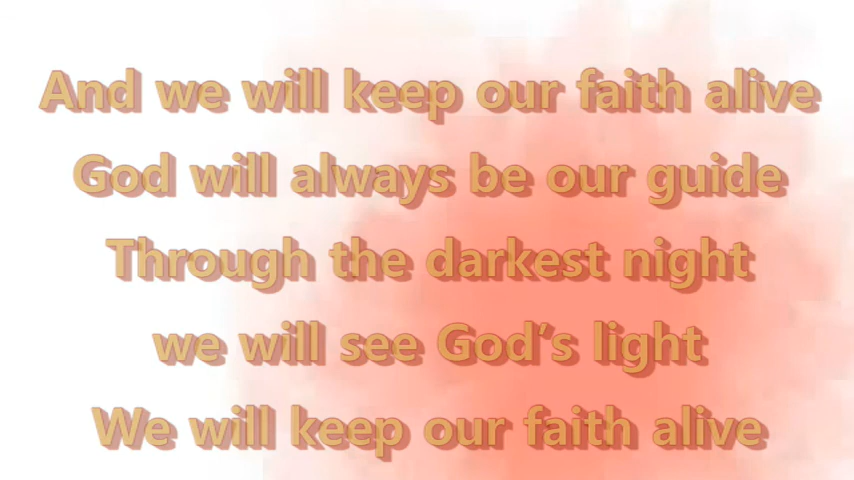 And we will keep our faith alive
God will always be our guide
Through the darkest night
we will see God’s light
We will keep our faith alive